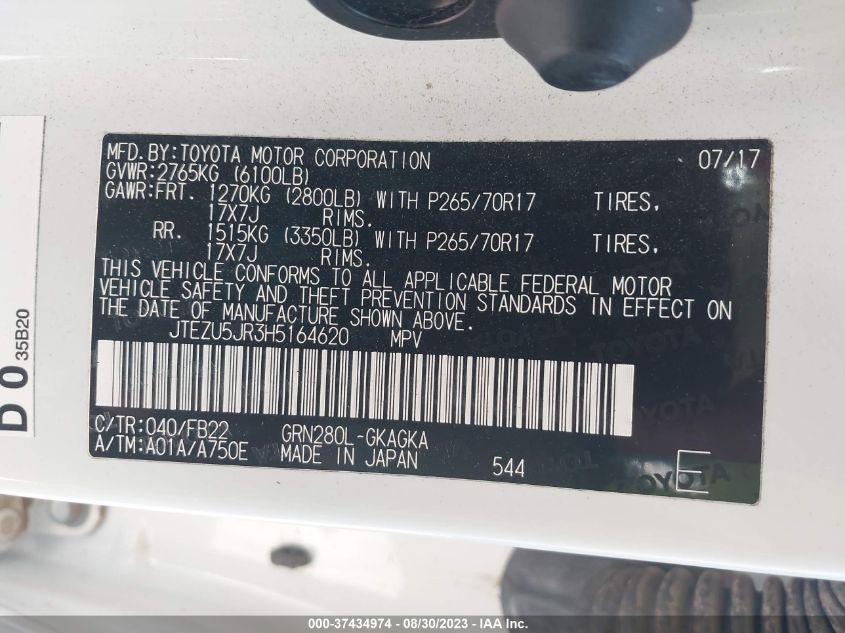 MFD.BY:TOYOTA MOTOR CORPORATION 07/17
GVWR:2765KG (6100LB)
GAWR:FRT. 1270KG (2800LB) WITH P265/70R17 TIRES.
17X7J RIMS.
RR. 1515KG (3350LB) WITH P265/70R17 TIRES.
17X7J RIMS.
THIS VEHICLE CONFORMS TO ALL APPLICABLE FEDERAL MOTOR
VEHICLE SAFETY AND THEFT PREVENTION STANDARDS IN EFFECT ON
THE DATE OF MANUFACTURE SHOWN ABOVE.
JTEZU5JR3H5164620 MPV
C/TR:040/FB22 GRN280L-GKAGKA
A/TM:A01A/A750E MADE IN JAPAN 544 E
D 0 35B20
TOYOTA
TOYOTA
000-37434974 - 08/30/2023 - IAA Inc.